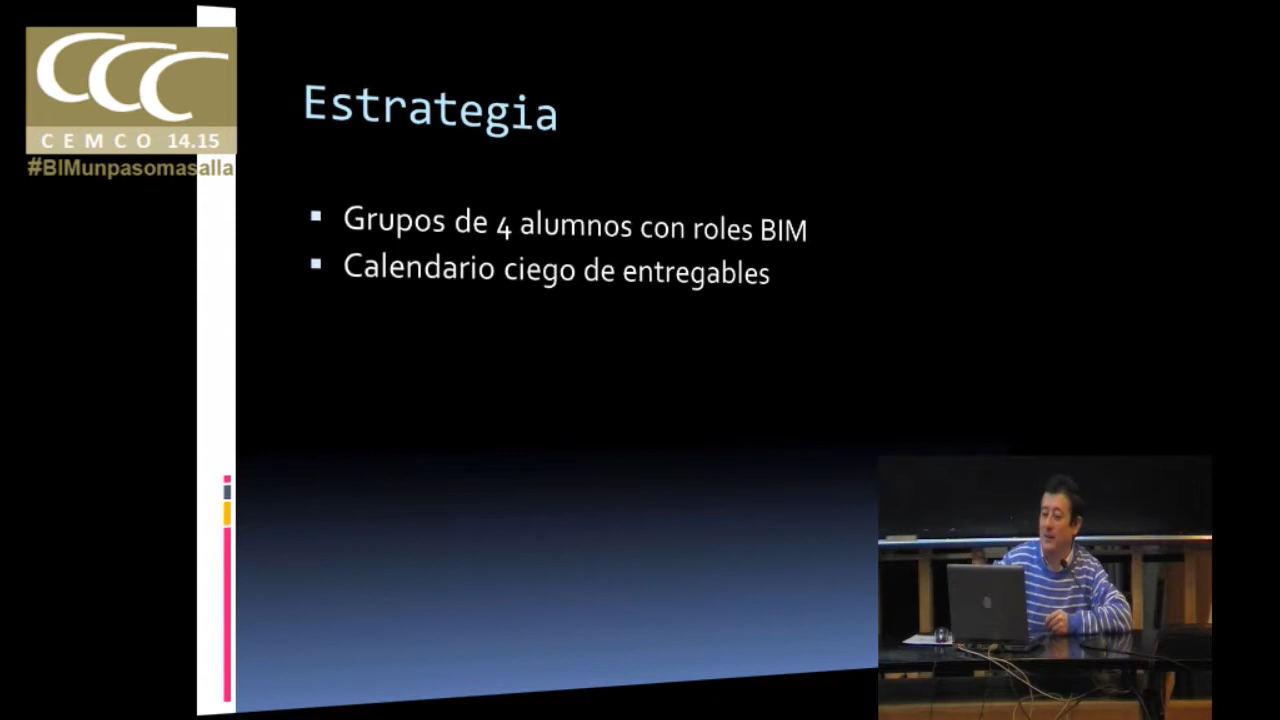 CCC
CEMCO 14.15
#BIMunpasomasalla
Estrategia
Grupos de 4 alumnos con roles BIM
Calendario ciego de entregables